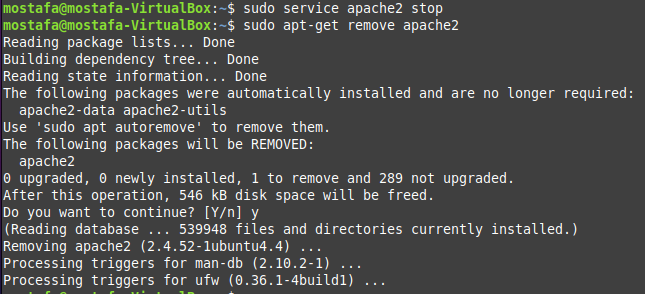 mostafa@mostafa-VirtualBox:~$ sudo service apache2 stop
mostafa@mostafa-VirtualBox:~$ sudo apt-get remove apache2
Reading package lists... Done
Building dependency tree... Done
Reading state information... Done
The following packages were automatically installed and are no longer required:
  apache2-data apache2-utils
Use 'sudo apt autoremove' to remove them.
The following packages will be REMOVED:
  apache2
0 upgraded, 0 newly installed, 1 to remove and 289 not upgraded.
After this operation, 546 kB disk space will be freed.
Do you want to continue? [Y/n] y
(Reading database ... 539948 files and directories currently installed.)
Removing apache2 (2.4.52-1ubuntu4.4) ...
Processing triggers for man-db (2.10.2-1) ...
Processing triggers for ufw (0.36.1-4build1) ...
mostafa@mostafa-VirtualBox:~$